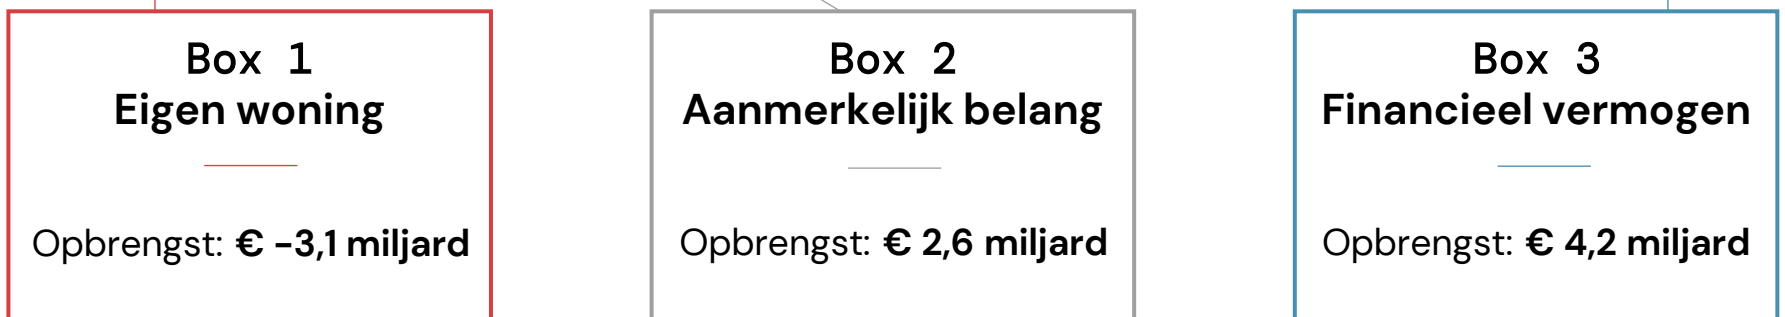 Box 1
Eigen woning
Opbrengst: € -3,1 miljard
Box 2
Aanmerkelijk belang
Opbrengst: € 2,6 miljard
Box 3
Financieel vermogen
Opbrengst: € 4,2 miljard